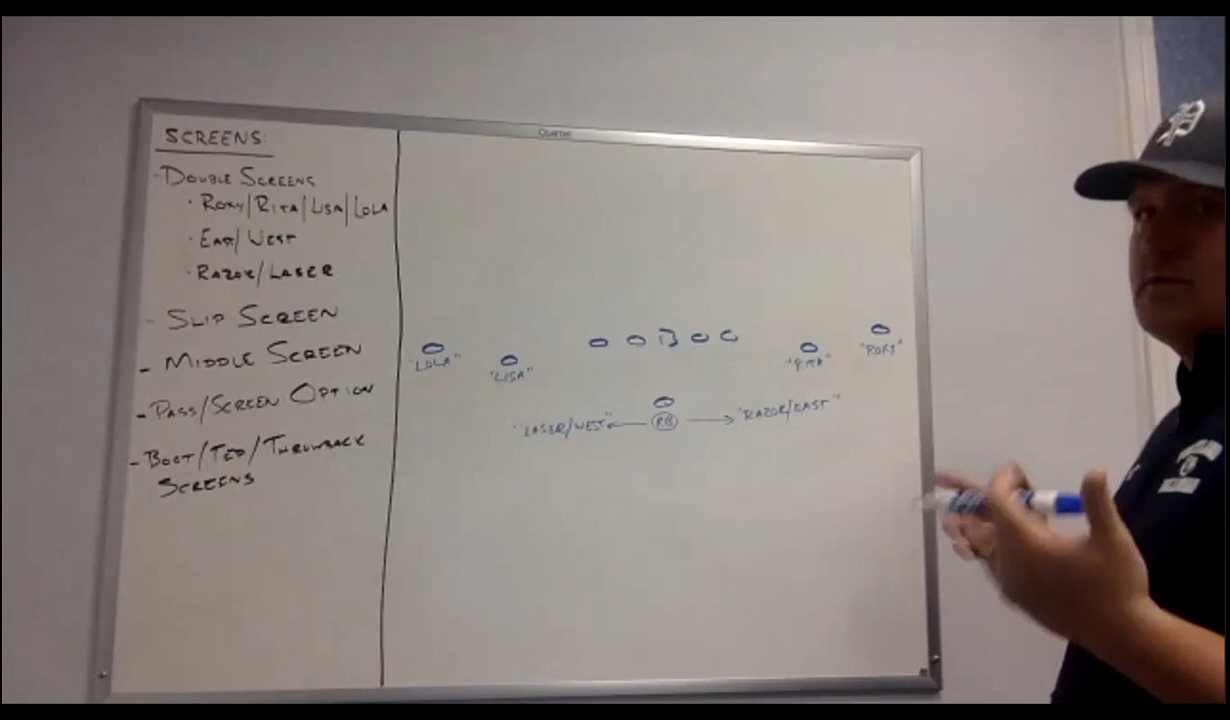 SCREENS:
- DOUBLE SCREENS
· ROXY/RITA/LISA/LOLA
· EAST/WEST
· RAZOR/LASER
- SLIP SCREEN
- MIDDLE SCREEN
- PASS/SCREEN OPTION
- BOOT/TED/THROWBACK
SCREENS
Quartet
"LOLA"
"LISA"
"RITA"
"ROXY"
"LASER/WEST"
RB
"RAZOR/EAST"
P